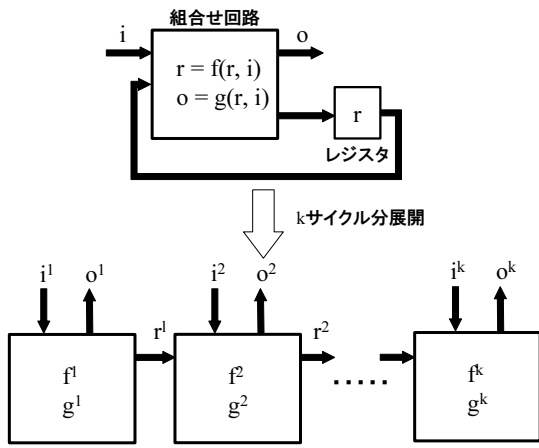 組合せ回路
i
o
r = f(r, i)
o = g(r, i)
r
レジスタ
kサイクル分展開
i¹ o¹ i² o² iᵏ oᵏ
r¹ r²
f¹ f² ..... fᵏ
g¹ g² gᵏ